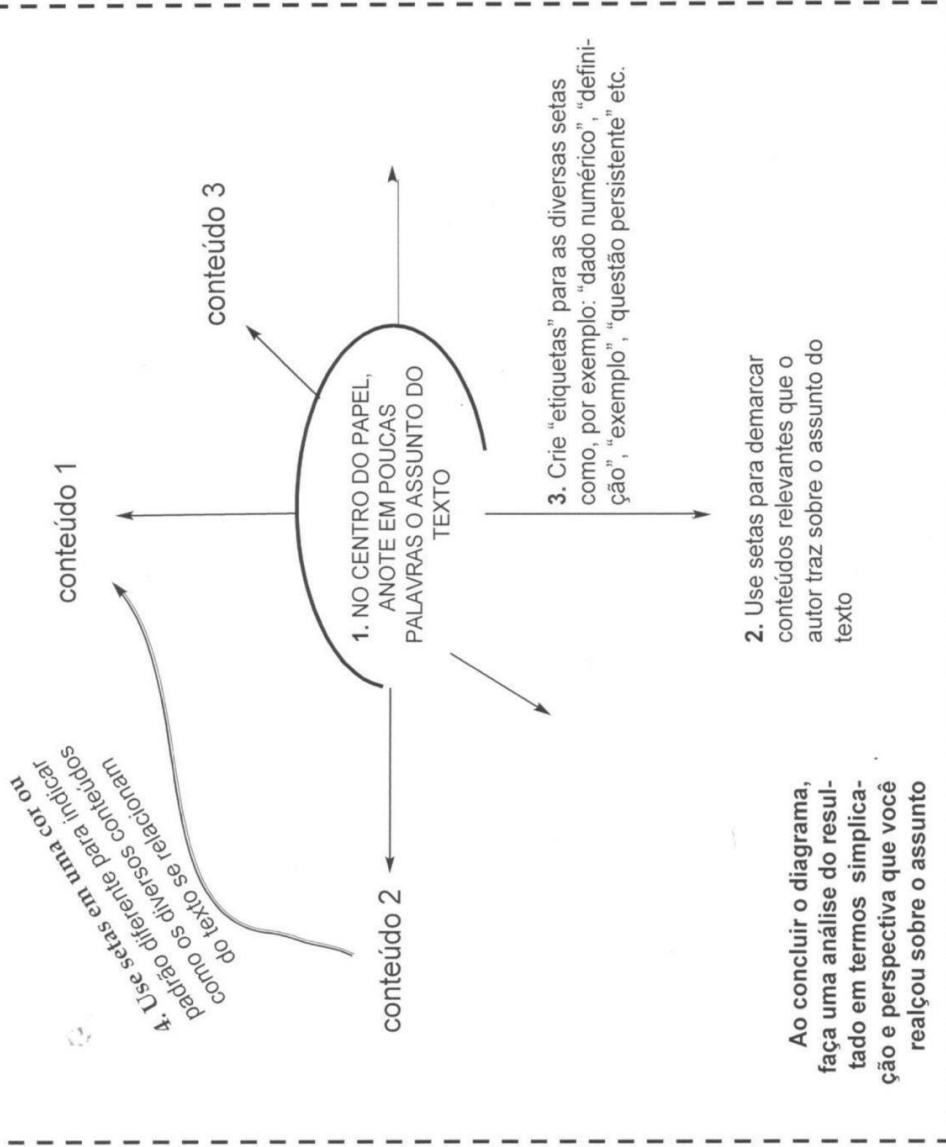 conteúdo 1
conteúdo 3
4. Use setas em uma cor ou
padrão diferente para indicar
como os diversos conteúdos
do texto se relacionam
conteúdo 2
1. NO CENTRO DO PAPEL,
ANOTE EM POUCAS
PALAVRAS O ASSUNTO DO
TEXTO
3. Crie “etiquetas” para as diversas setas
como, por exemplo: “dado numérico”, “defini-
ção”, “exemplo”, “questão persistente” etc.
2. Use setas para demarcar
conteúdos relevantes que o
autor traz sobre o assunto do
texto
Ao concluir o diagrama,
faça uma análise do resul-
tado em termos simplica-
ção e perspectiva que você
realçou sobre o assunto